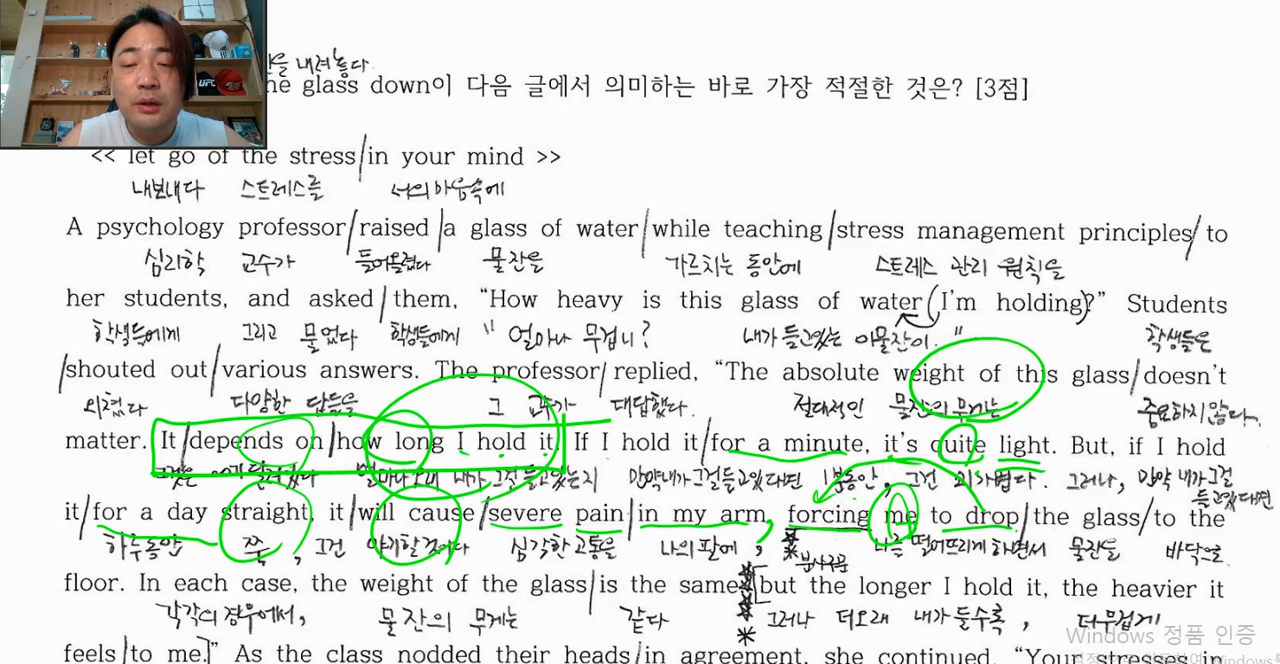 잔을 내려놓다.
he glass down이 다음 글에서 의미하는 바로 가장 적절한 것은? [3점]
<< let go of the stress/in your mind >>
내보내다 스트레스를 너의 마음속에
A psychology professor/raised/a glass of water/while teaching/stress management principles/to
심리학 교수가 들어올렸다 물잔을 가르치는 동안에 스트레스 관리 원칙을
her students, and asked/them, “How heavy is this glass of water(I'm holding)?” Students
학생들에게 그리고 물었다 학생들에게 “ 얼마나 무겁니? 내가 들고있는 이물잔이. ” 학생들은
/shouted out/various answers. The professor/replied, “The absolute weight of this glass/doesn't
외쳤다 다양한 답들을 그 교수가 대답했다. 절대적인 물잔의 무게는 중요하지 않다.
matter. It/depends on/how long I hold it. If I hold it/for a minute, it's quite light. But, if I hold
그것은 달려있다 얼마나 오래 내가 그것 들고있는지 만약 내가 그걸 들고있다면 1분동안, 그건 꽤 가볍다. 그러나, 만약 내가 그걸 들고있다면
it/for a day straight, it/will cause/severe pain/in my arm, forcing me to drop/the glass/to the
하루동안 쭉, 그건 야기할것이다 심각한 고통을 나의 팔에, 분사구문 나를 떨어뜨리게 하면서 물잔을 바닥으로.
floor. In each case, the weight of the glass/is the same, but the longer I hold it, the heavier it
각각의 경우에서, 물잔의 무게는 같다 그러나 더오래 내가 들수록, 더무겁게
feels/to me.” As the class nodded their heads/in agreement, she continued, “Your stresses in
UFC
Windows 정품 인증